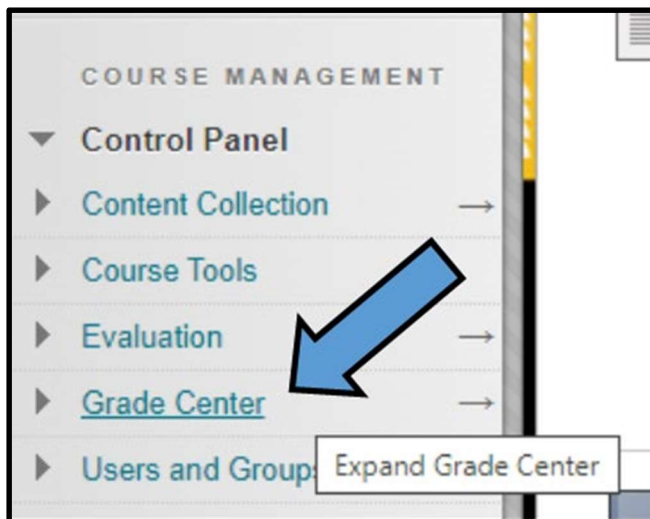 COURSE MANAGEMENT
Control Panel
Content Collection
Course Tools
Evaluation
Grade Center
Users and Group
Expand Grade Center